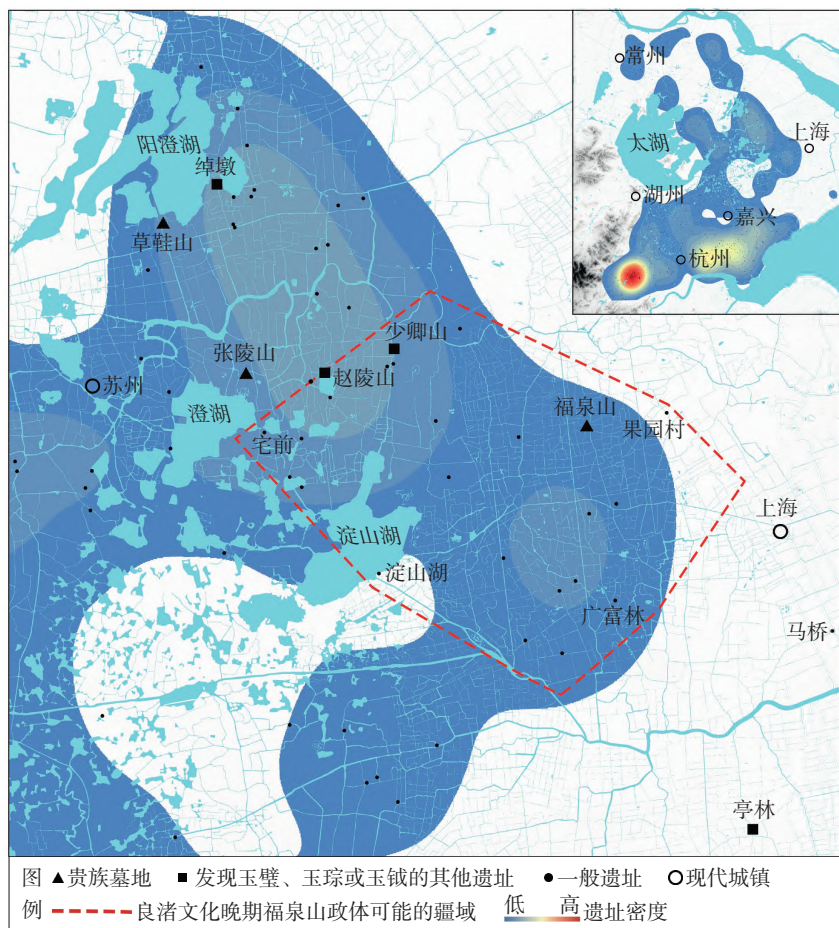 阳澄湖
绰墩
草鞋山
少卿山
张陵山
赵陵山
苏州
澄湖
福泉山
宅前
果园村
上海
淀山湖
淀山湖
广富林
马桥
亭林
常州
太湖
上海
湖州
嘉兴
杭州
图例
贵族墓地 发现玉璧、玉琮或玉钺的其他遗址 一般遗址 现代城镇
良渚文化晚期福泉山政体可能的疆域 低 高 遗址密度